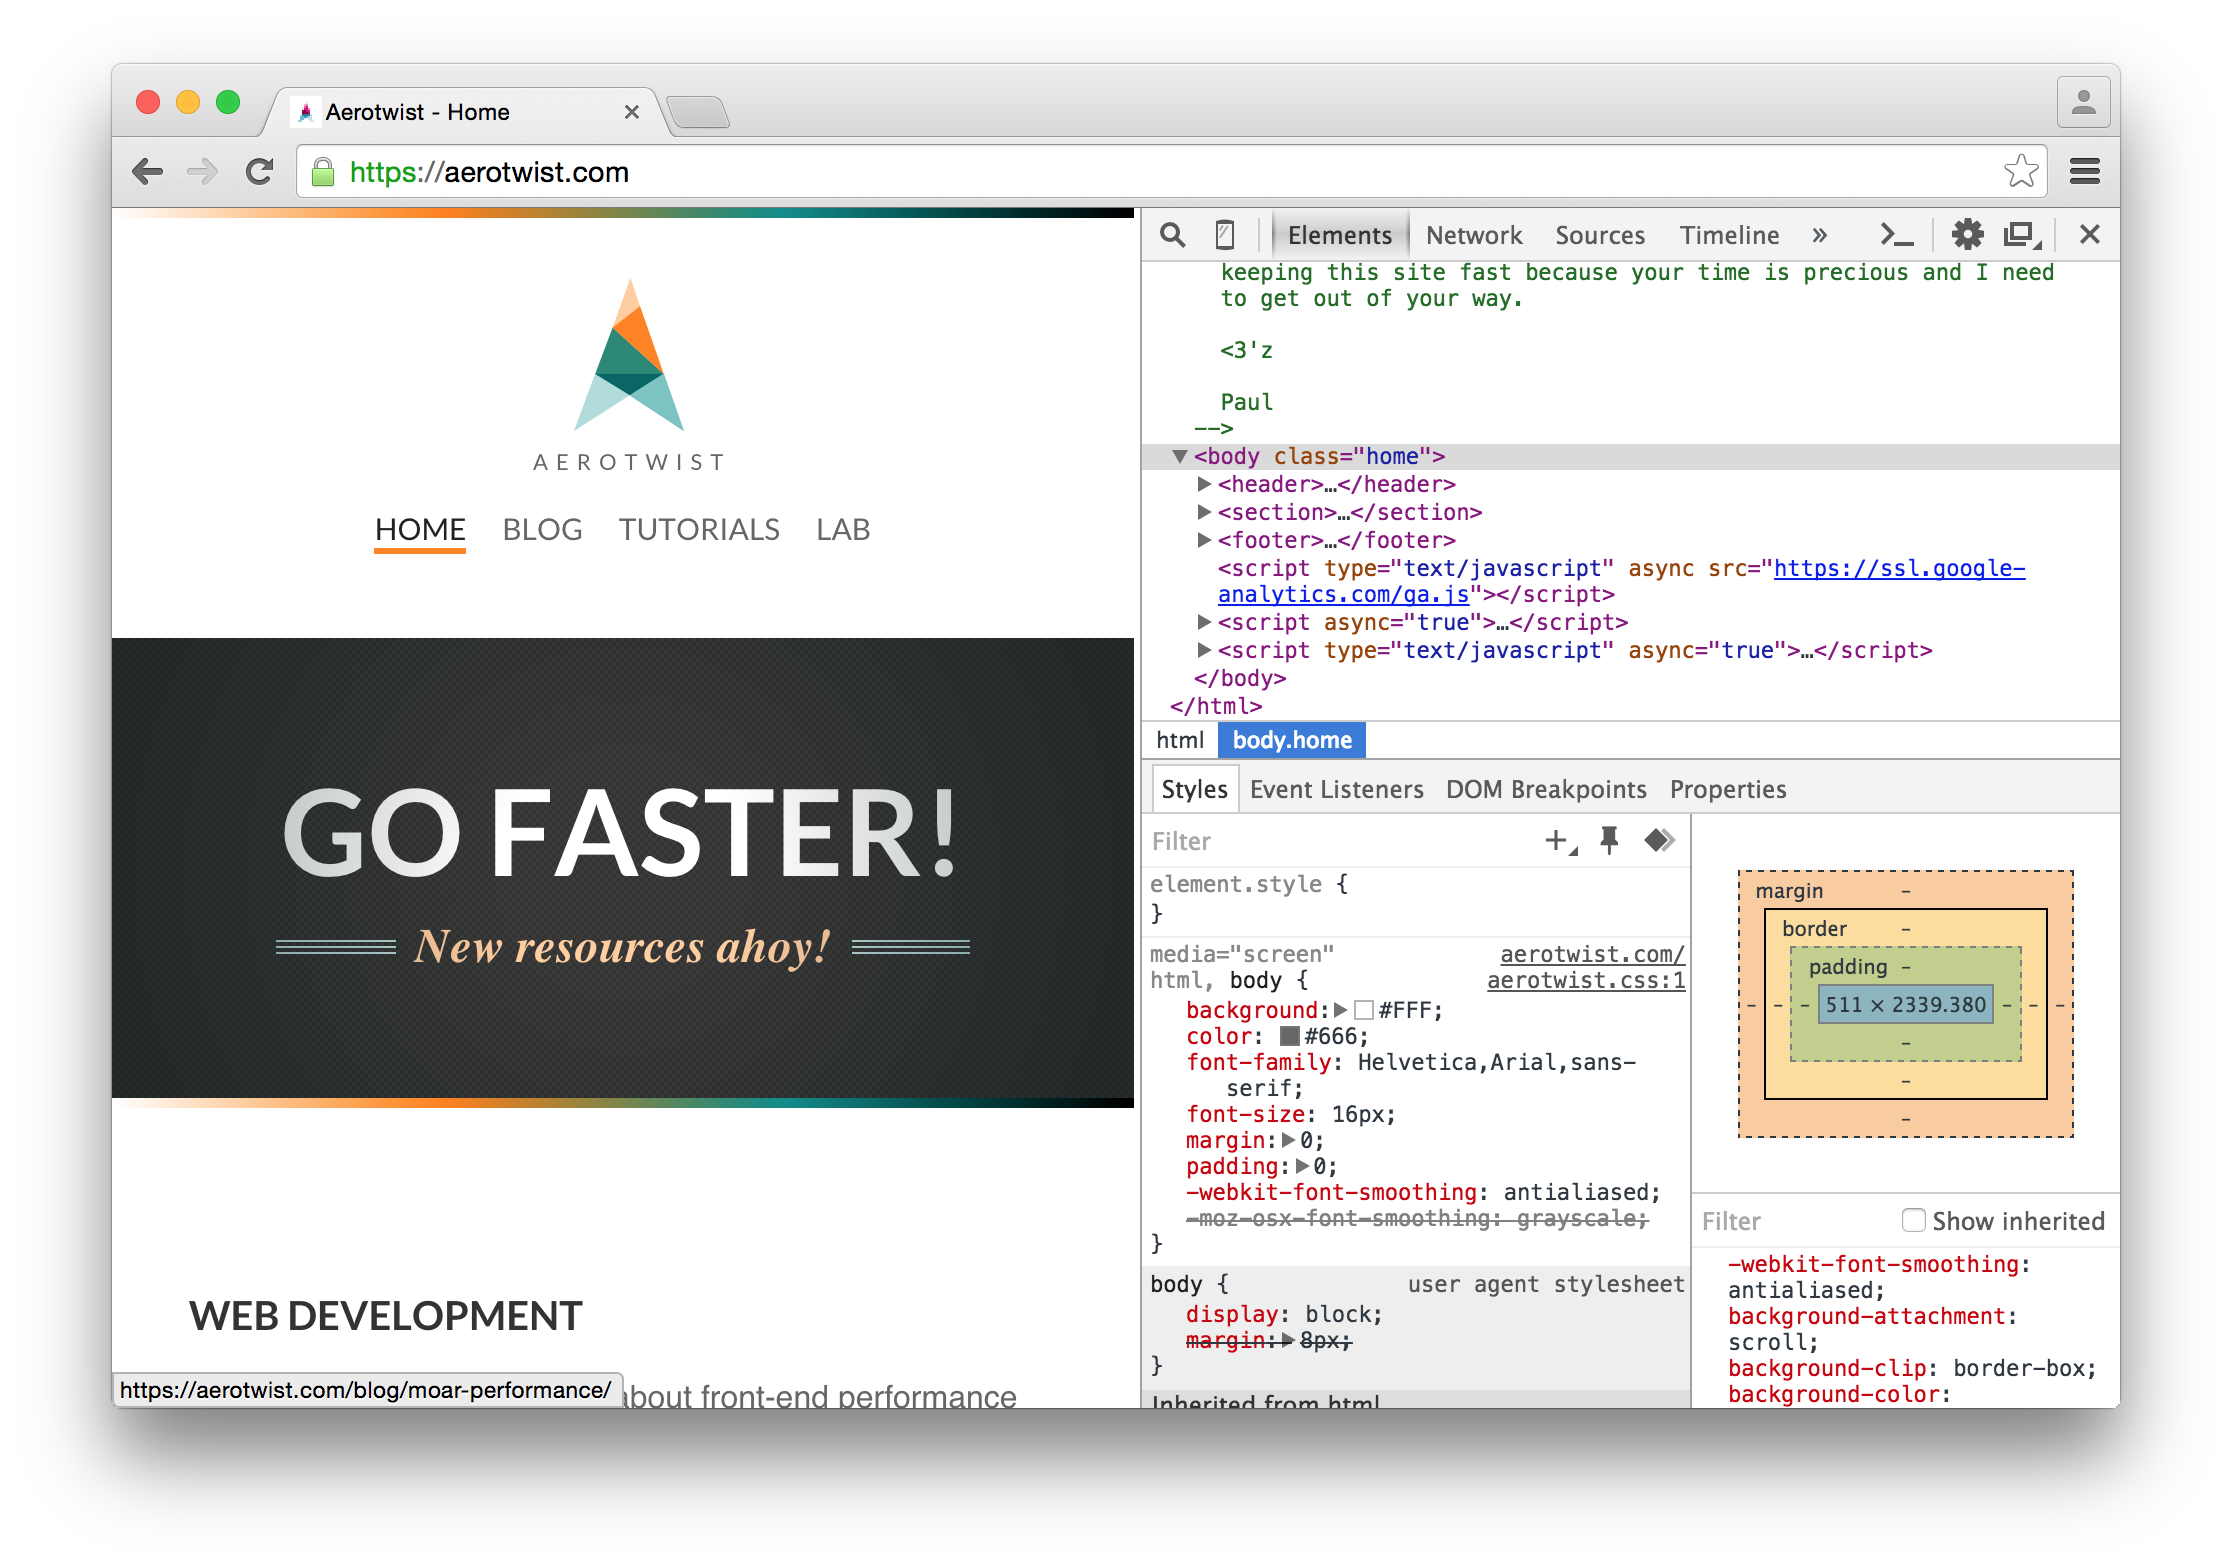 Aerotwist - Home
https://aerotwist.com
AEROTWIST
HOME BLOG TUTORIALS LAB
GO FASTER!
New resources ahoy!
WEB DEVELOPMENT
about front-end performance
https://aerotwist.com/blog/moar-performance/
Elements Network Sources Timeline »
keeping this site fast because your time is precious and I need
to get out of your way.
<3'z
Paul
-->
<body class="home">
<header>…</header>
<section>…</section>
<footer>…</footer>
<script type="text/javascript" async src="https://ssl.google-
analytics.com/ga.js"></script>
<script async="true">…</script>
<script type="text/javascript" async="true">…</script>
</body>
</html>
html body.home
Styles Event Listeners DOM Breakpoints Properties
Filter
element.style {
}
media="screen" aerotwist.com/
html, body { aerotwist.css:1
background: #FFF;
color: #666;
font-family: Helvetica,Arial,sans-
serif;
font-size: 16px;
margin: 0;
padding: 0;
-webkit-font-smoothing: antialiased;
-moz-osx-font-smoothing: grayscale;
}
body { user agent stylesheet
display: block;
margin: 8px;
}
Inherited from html
margin -
border -
padding -
- - - 511 × 2339.380 - - -
-
-
-
Filter Show inherited
-webkit-font-smoothing:
antialiased;
background-attachment:
scroll;
background-clip: border-box;
background-color: